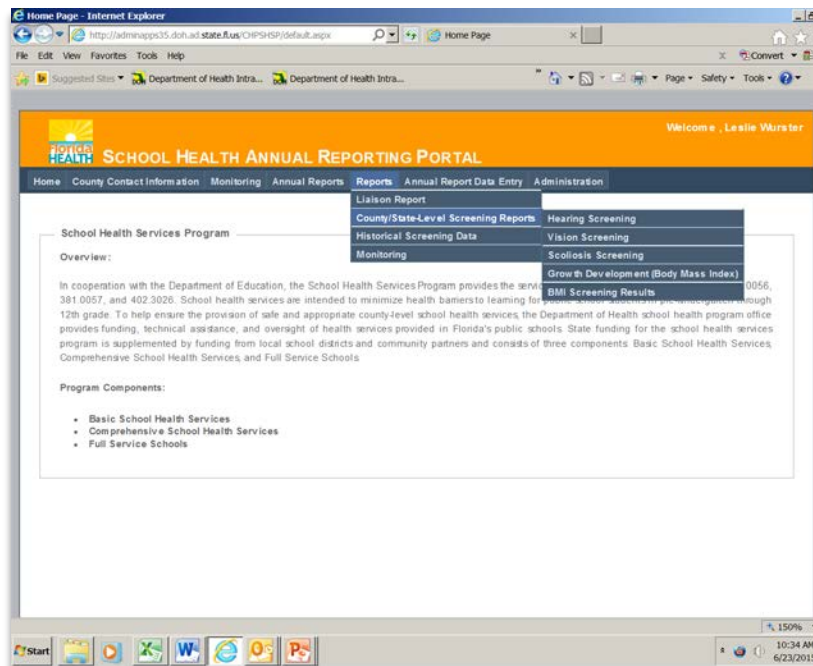 Home Page - Internet Explorer
http://adminapps35.doh.ad.state.fl.us/CHPSHSP/default.aspx
Home Page
File Edit View Favorites Tools Help
Convert
Suggested Sites
Department of Health Intra...
Department of Health Intra...
Page
Safety
Tools
Welcome , Leslie Wurster
Florida
HEALTH
SCHOOL HEALTH ANNUAL REPORTING PORTAL
Home County Contact Information Monitoring Annual Reports Reports Annual Report Data Entry Administration
Liaison Report
County/State-Level Screening Reports
Historical Screening Data
Monitoring
Hearing Screening
Vision Screening
Scoliosis Screening
Growth Development (Body Mass Index)
BMI Screening Results
School Health Services Program
Overview:
In cooperation with the Department of Education, the School Health Services Program provides the 0056,
381.0057, and 402.3026. School health services are intended to minimize health barriers to learning for public school students in pre-kindergarten through
12th grade. To help ensure the provision of safe and appropriate county-level school health services, the Department of Health school health program office
provides funding, technical assistance, and oversight of health services provided in Florida's public schools. State funding for the school health services
program is supplemented by funding from local school districts and community partners and consists of three components: Basic School Health Services,
Comprehensive School Health Services, and Full Service Schools.
Program Components:
Basic School Health Services
Comprehensive School Health Services
Full Service Schools
150%
Start
10:34 AM
6/23/2015